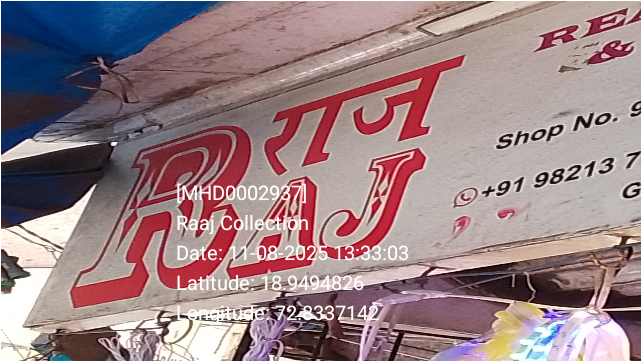 राज
RAJ
&
Shop No. 9
+91 98213 7
G
[MHD0002937]
Raaj Collection
Date: 11-08-2025 13:33:03
Latitude: 18.9494826
Longitude: 72.8337142